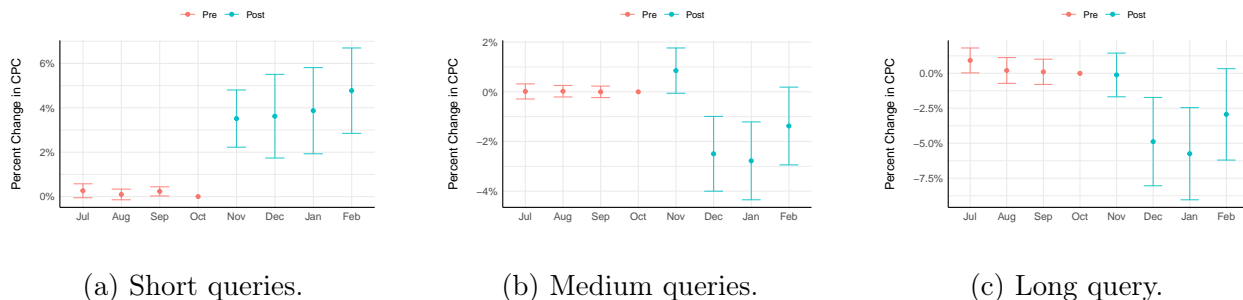 Pre Post
Percent Change in CPC
6%
4%
2%
0%
Jul Aug Sep Oct Nov Dec Jan Feb
(a) Short queries.
Pre Post
Percent Change in CPC
2%
0%
−2%
−4%
Jul Aug Sep Oct Nov Dec Jan Feb
(b) Medium queries.
Pre Post
Percent Change in CPC
0.0%
−2.5%
−5.0%
−7.5%
Jul Aug Sep Oct Nov Dec Jan Feb
(c) Long query.